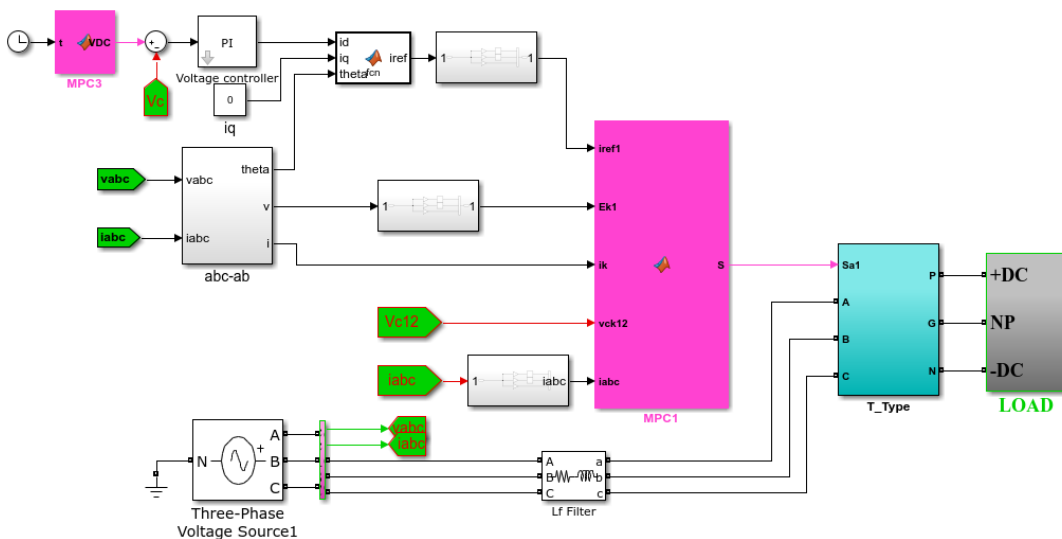 t
VDC
MPC3
+
-
Vc
PI
Voltage controller
0
iq
id
iq
theta
fcn
iref
1
1
vabc
iabc
vabc
iabc
theta
v
i
abc-ab
1
1
Vc12
iabc
1
iabc
iref1
Ek1
ik
vck12
iabc
S
MPC1
Sa1
A
B
C
P
G
N
T_Type
+DC
NP
-DC
LOAD
N
+
A
B
C
Three-Phase
Voltage Source1
vabc
iabc
A
B
C
a
b
c
Lf Filter